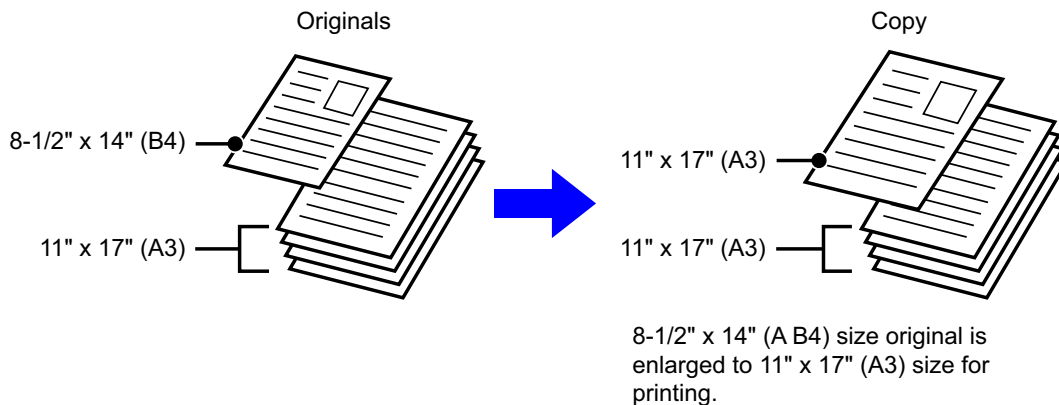 Originals
8-1/2" x 14" (B4)
11" x 17" (A3)
Copy
11" x 17" (A3)
11" x 17" (A3)
8-1/2" x 14" (A B4) size original is
enlarged to 11" x 17" (A3) size for
printing.